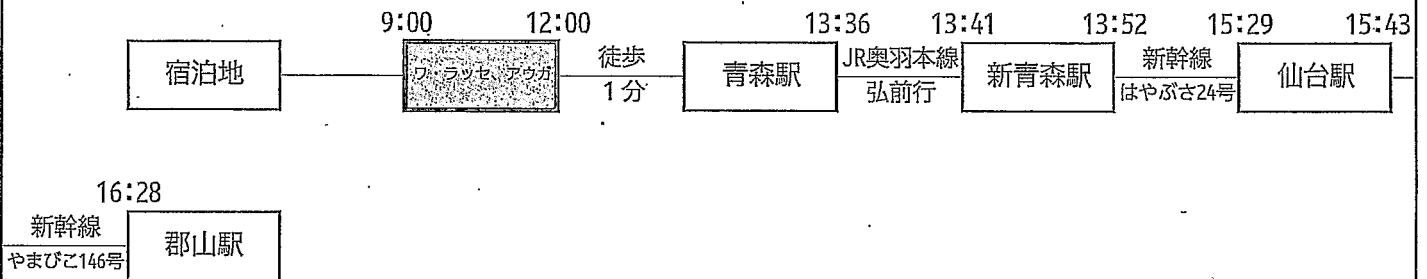 9:00 12:00 13:36 13:41 13:52 15:29 15:43
宿泊地
ワ・ラッセ、アウガ
徒歩
1分
青森駅
JR奥羽本線
弘前行
新青森駅
新幹線
はやぶさ24号
仙台駅
16:28
新幹線
やまびこ146号
郡山駅